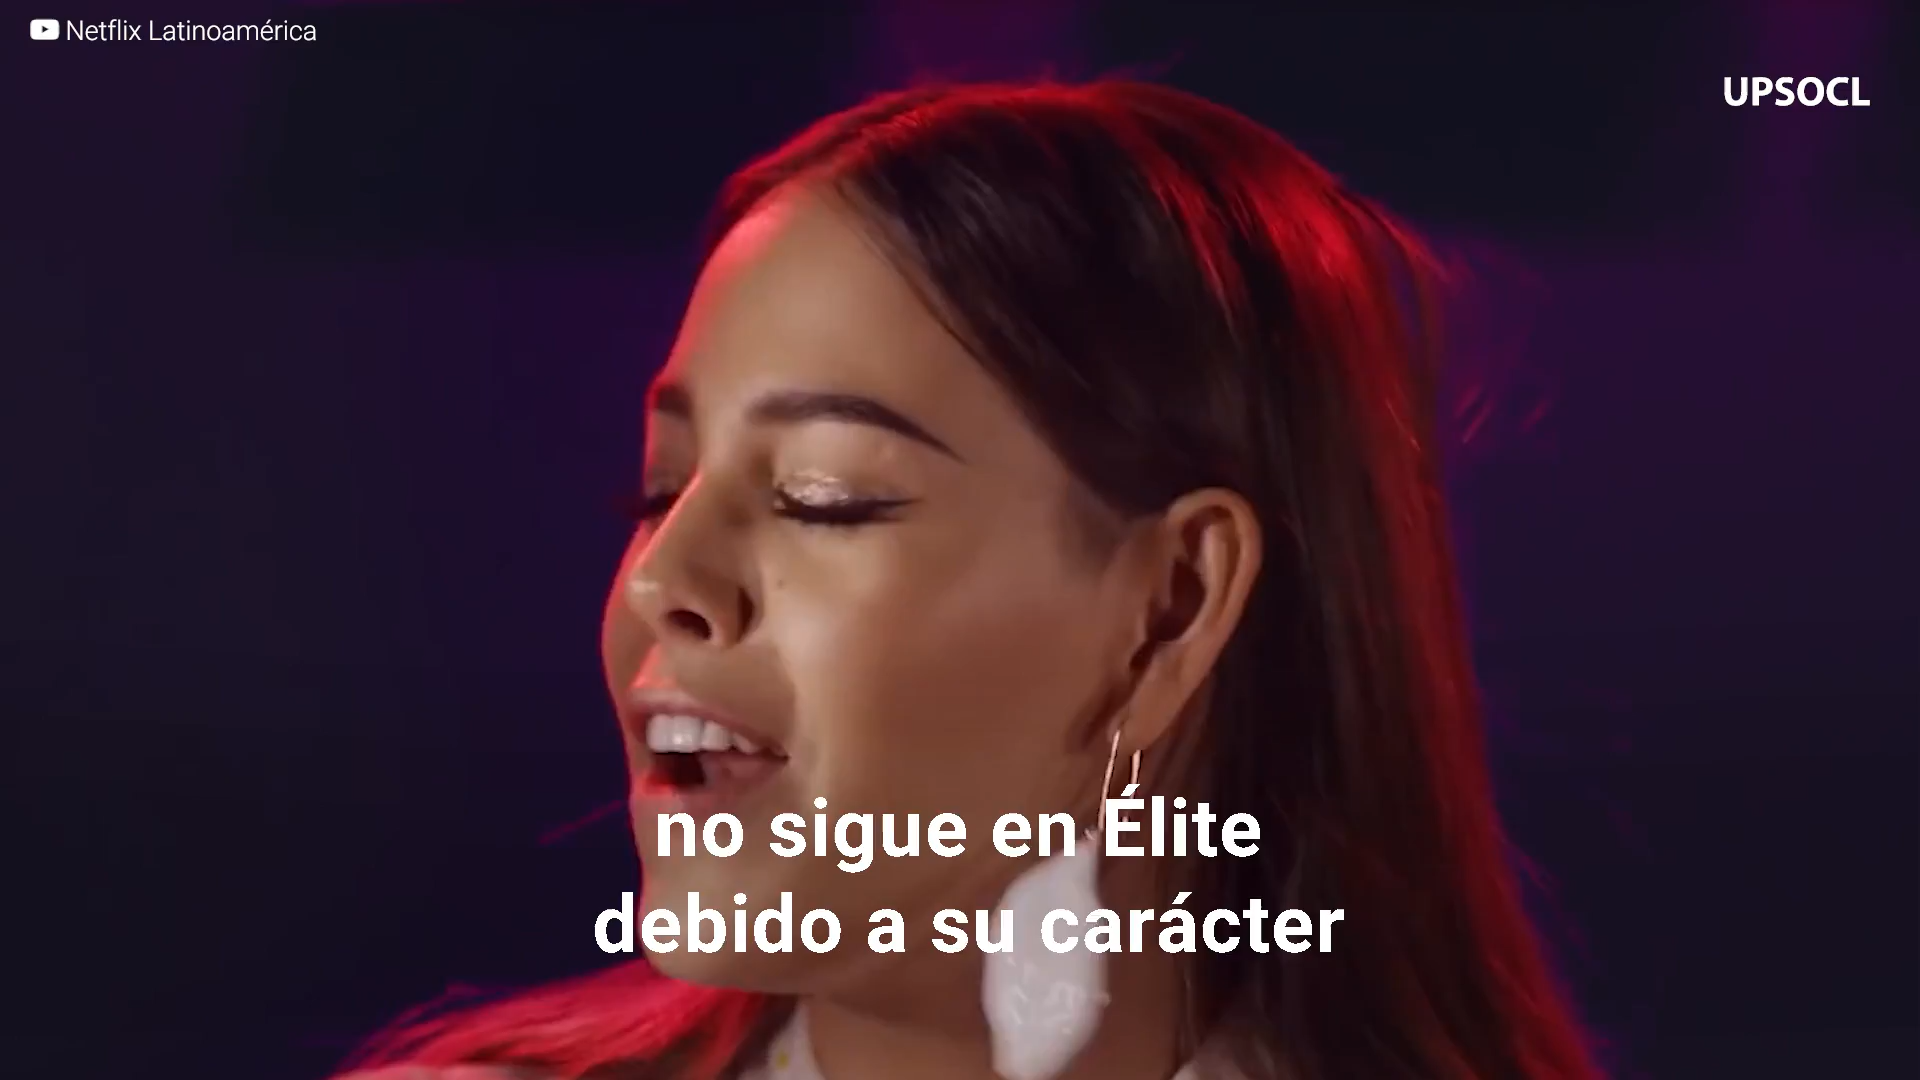 Netflix Latinoamérica
UPSOCL
no sigue en Élite
debido a su carácter